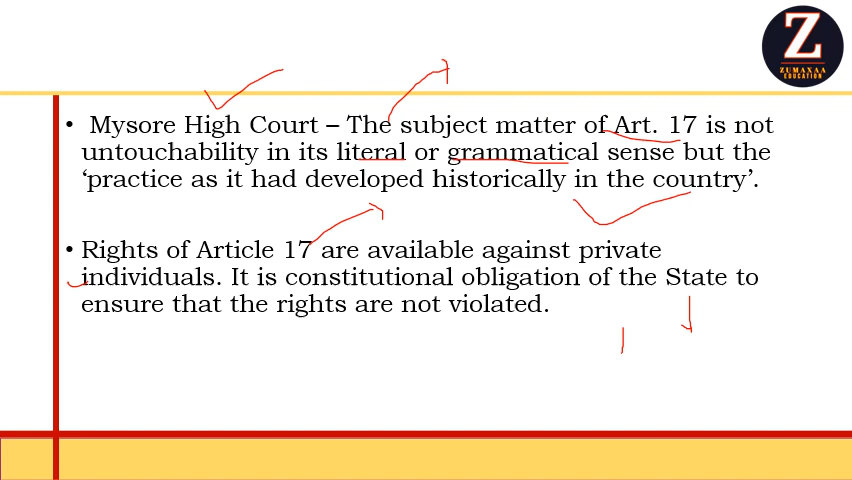 Z
ZUMAXAA
EDUCATION
• Mysore High Court – The subject matter of Art. 17 is not
untouchability in its literal or grammatical sense but the
‘practice as it had developed historically in the country’.
• Rights of Article 17 are available against private
individuals. It is constitutional obligation of the State to
ensure that the rights are not violated.